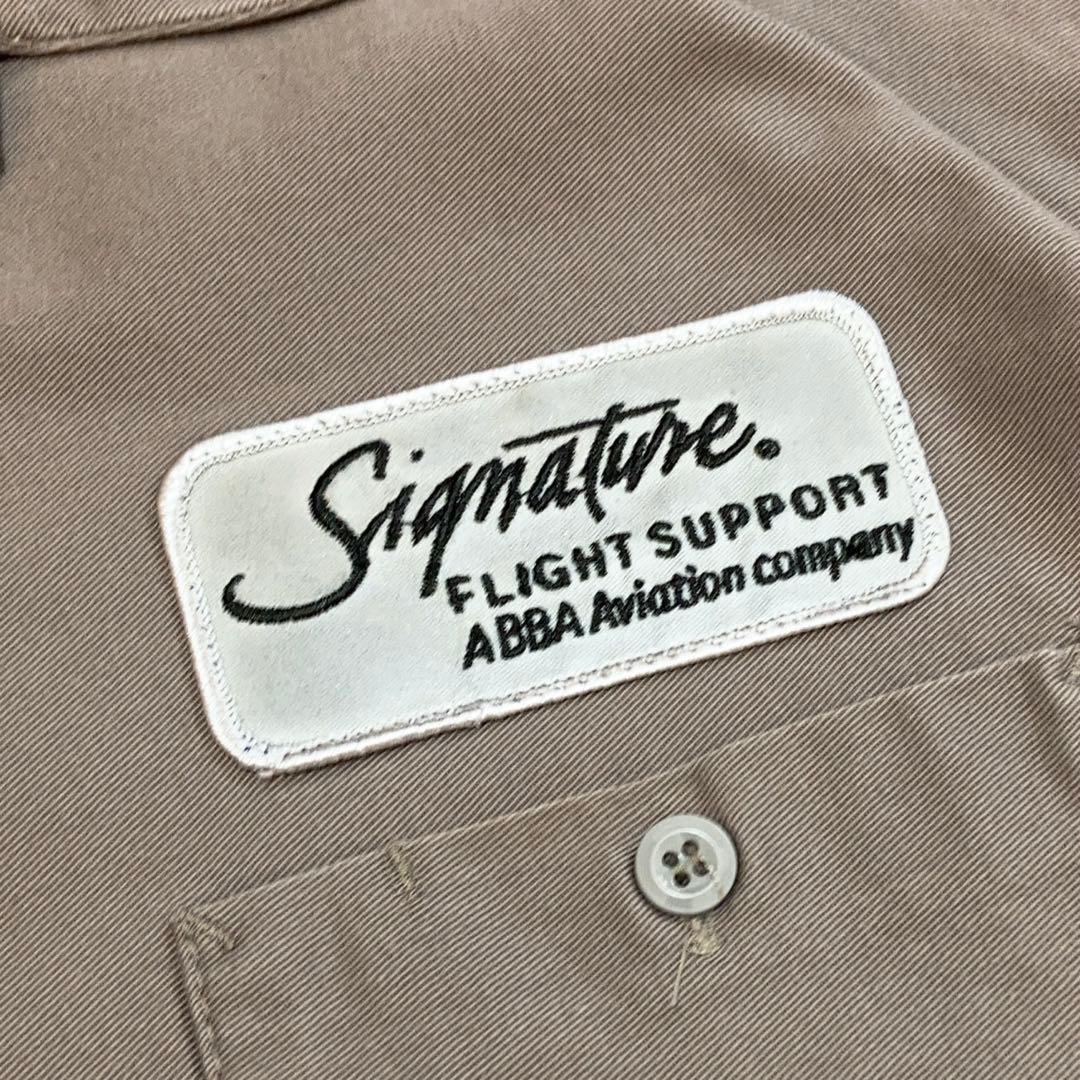 Signature.
FLIGHT SUPPORT
ABBA Aviation company